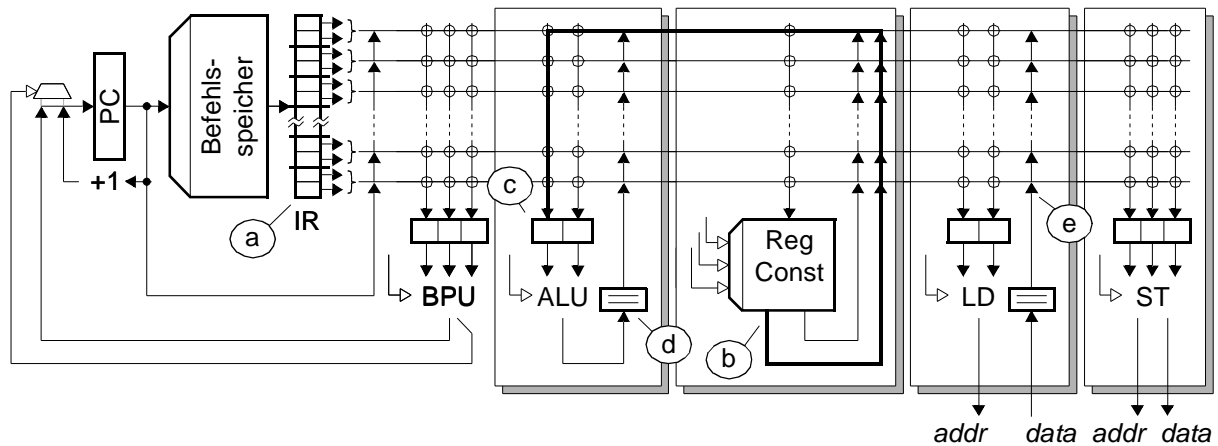 PC
Befehls-
speicher
+1
IR
a
c
b
d
e
BPU
ALU
Reg
Const
LD
ST
addr
data
addr
data